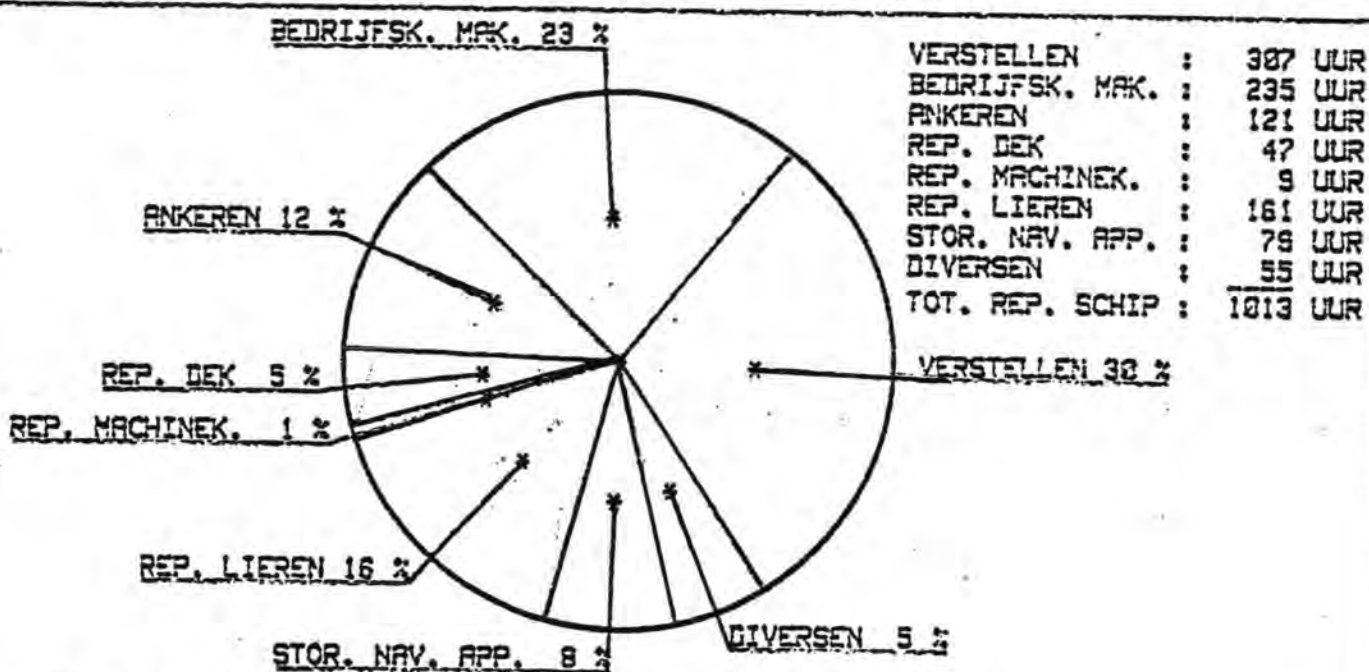 BEDRIJFSK. MAK. 23 %
ANKEREN 12 %
REP. DEK 5 %
REP. MACHINEK. 1 %
REP. LIEREN 16 %
STOR. NAV. APP. 8 %
DIVERSEN 5 %
VERSTELLEN 30 %
VERSTELLEN : 307 UUR
BEDRIJFSK. MAK. : 235 UUR
ANKEREN : 121 UUR
REP. DEK : 47 UUR
REP. MACHINEK. : 9 UUR
REP. LIEREN : 161 UUR
STOR. NAV. APP. : 79 UUR
DIVERSEN : 55 UUR
TOT. REP. SCHIP : 1013 UUR